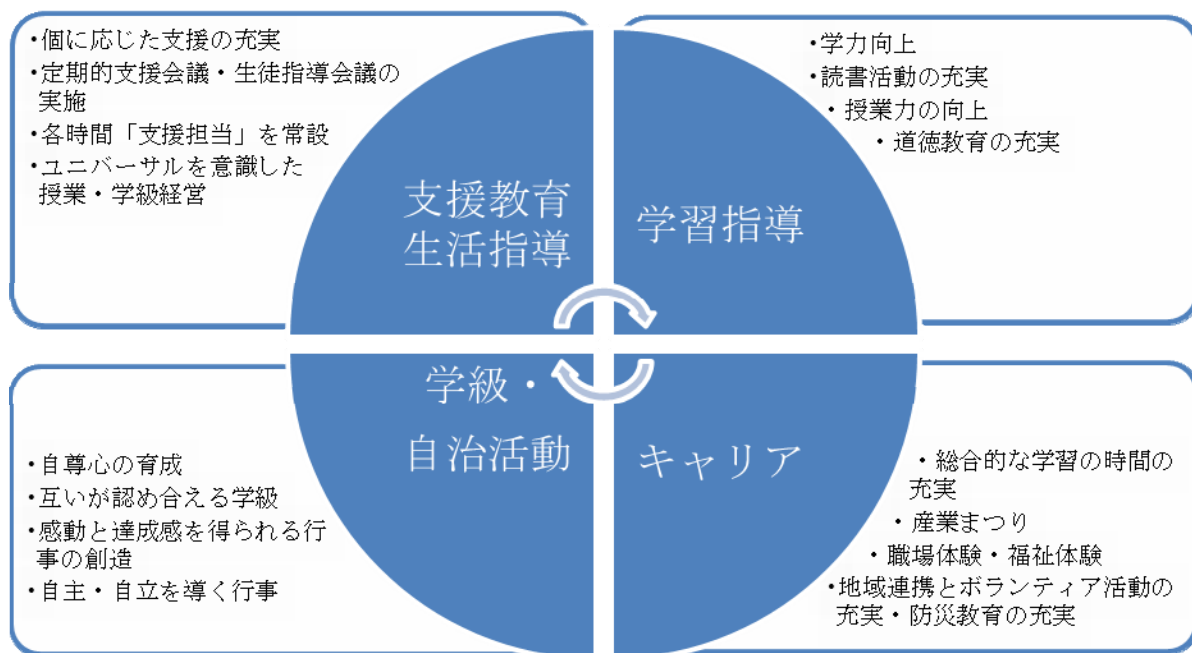 ・個に応じた支援の充実
・定期的支援会議・生徒指導会議の
実施
・各時間「支援担当」を常設
・ユニバーサルを意識した
授業・学級経営
・学力向上
・読書活動の充実
・授業力の向上
・道徳教育の充実
支援教育
生活指導
学習指導
学級・
自治活動
キャリア
・自尊心の育成
・互いが認め合える学級
・感動と達成感を得られる行
事の創造
・自主・自立を導く行事
・総合的な学習の時間の
充実
・産業まつり
・職場体験・福祉体験
・地域連携とボランティア活動の
充実・防災教育の充実